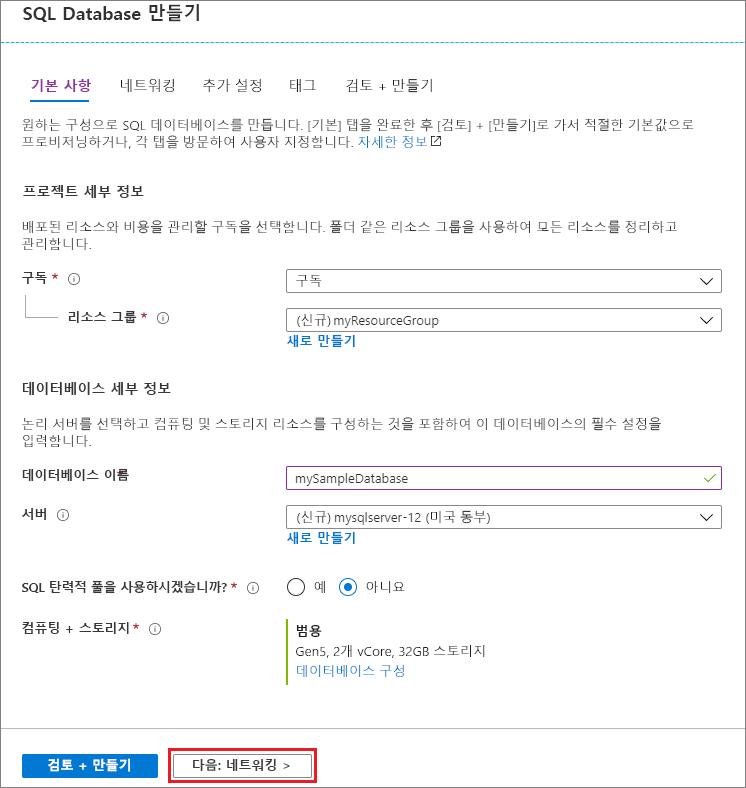 SQL Database 만들기
기본 사항 네트워킹 추가 설정 태그 검토 + 만들기
원하는 구성으로 SQL 데이터베이스를 만듭니다. [기본] 탭을 완료한 후 [검토] + [만들기]로 가서 적절한 기본값으로
프로비저닝하거나, 각 탭을 방문하여 사용자 지정합니다. 자세한 정보
프로젝트 세부 정보
배포된 리소스와 비용을 관리할 구독을 선택합니다. 폴더 같은 리소스 그룹을 사용하여 모든 리소스를 정리하고
관리합니다.
구독 *
구독
리소스 그룹 *
(신규) myResourceGroup
새로 만들기
데이터베이스 세부 정보
논리 서버를 선택하고 컴퓨팅 및 스토리지 리소스를 구성하는 것을 포함하여 이 데이터베이스의 필수 설정을
입력합니다.
데이터베이스 이름 *
mySampleDatabase
서버
(신규) mysqlserver-12 (미국 동부)
새로 만들기
SQL 탄력적 풀을 사용하시겠습니까? *
예 아니요
컴퓨팅 + 스토리지 *
범용
Gen5, 2개 vCore, 32GB 스토리지
데이터베이스 구성
검토 + 만들기
다음: 네트워킹 >